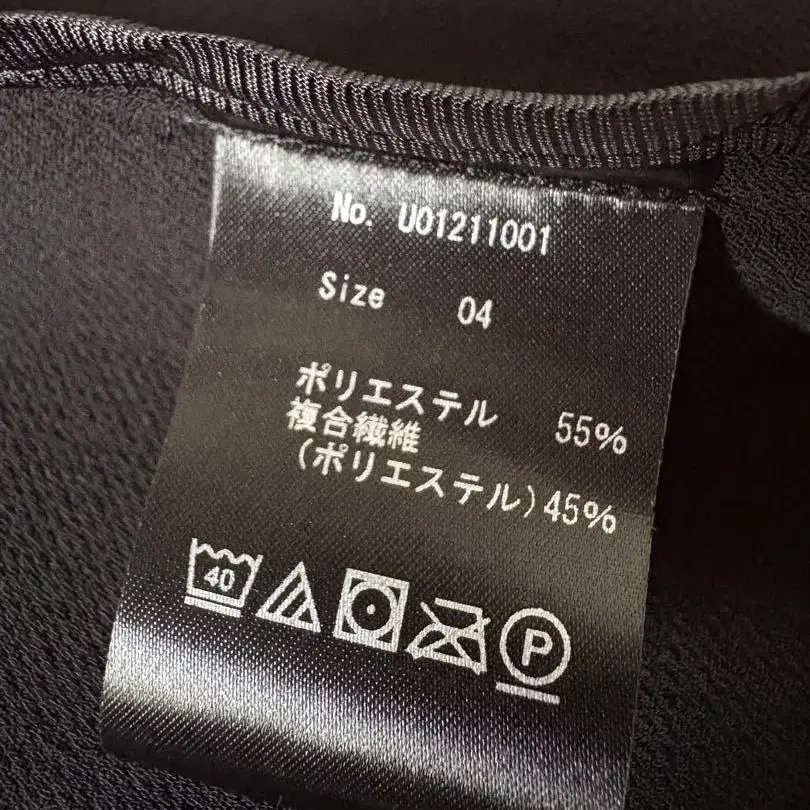 No. U01211001
Size 04
ポリエステル 55%
複合繊維
(ポリエステル)45%
40 P